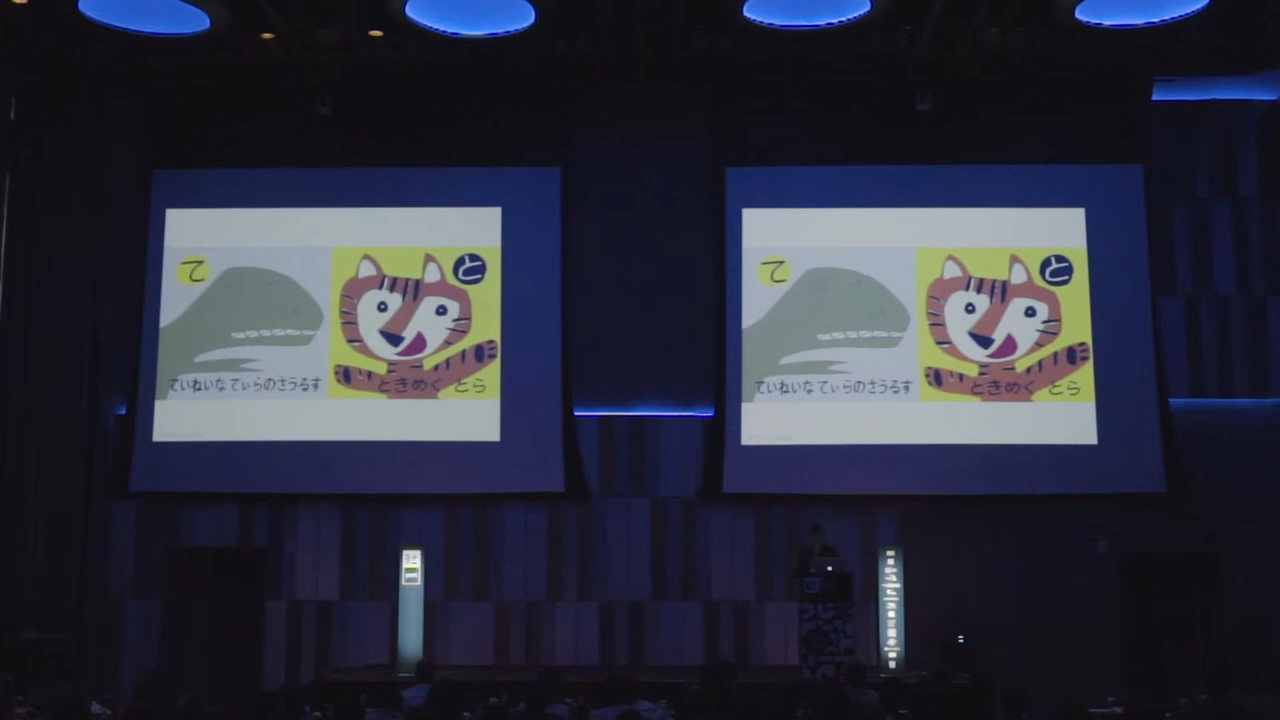 て
と
ていねいなてぃらのさうるす
ときめく とら
て
と
ていねいなてぃらのさうるす
ときめく とら